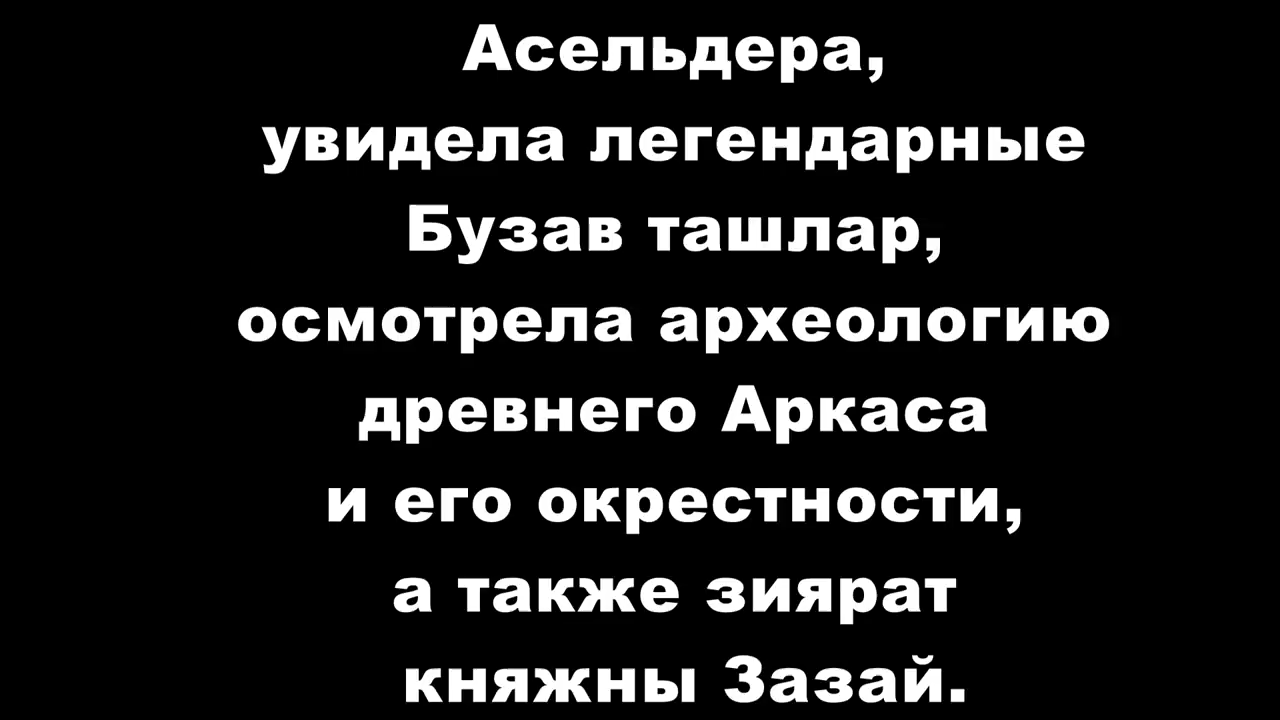 Асельдера,
увидела легендарные
Бузав ташлар,
осмотрела археологию
древнего Аркаса
и его окрестности,
а также зиярат
княжны Зазай.